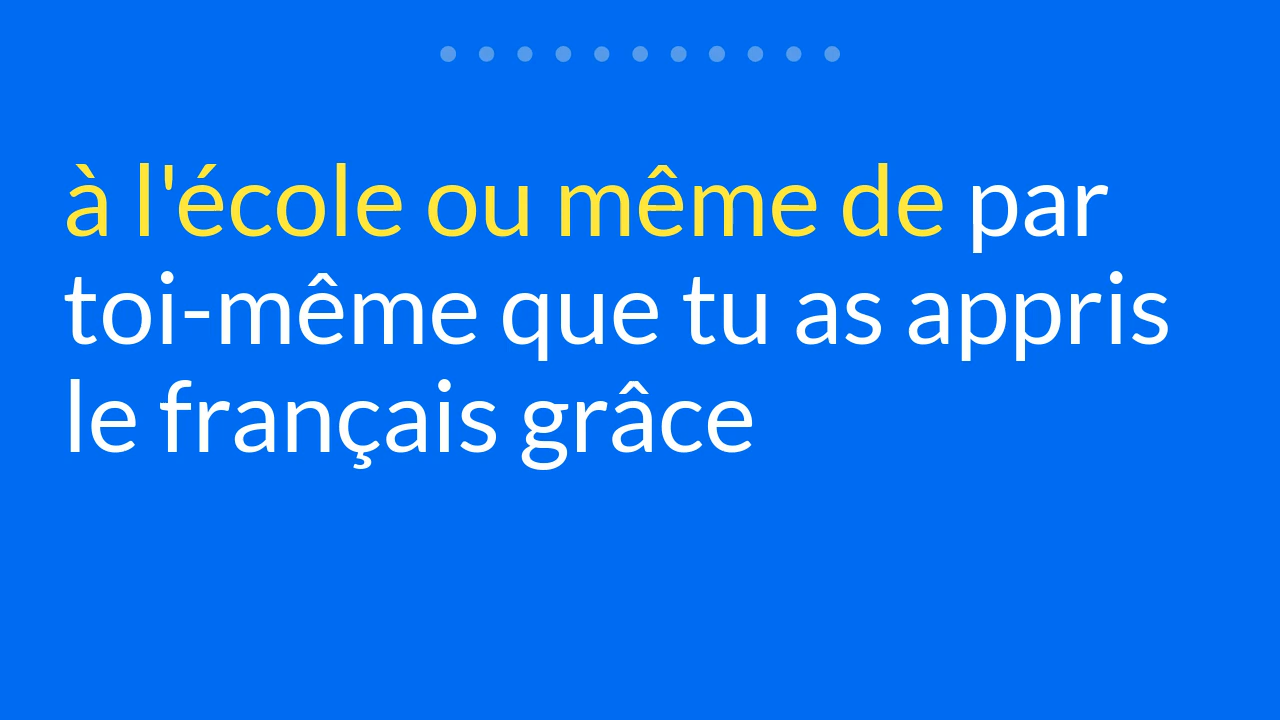 à l'école ou même de par
toi-même que tu as appris
le français grâce